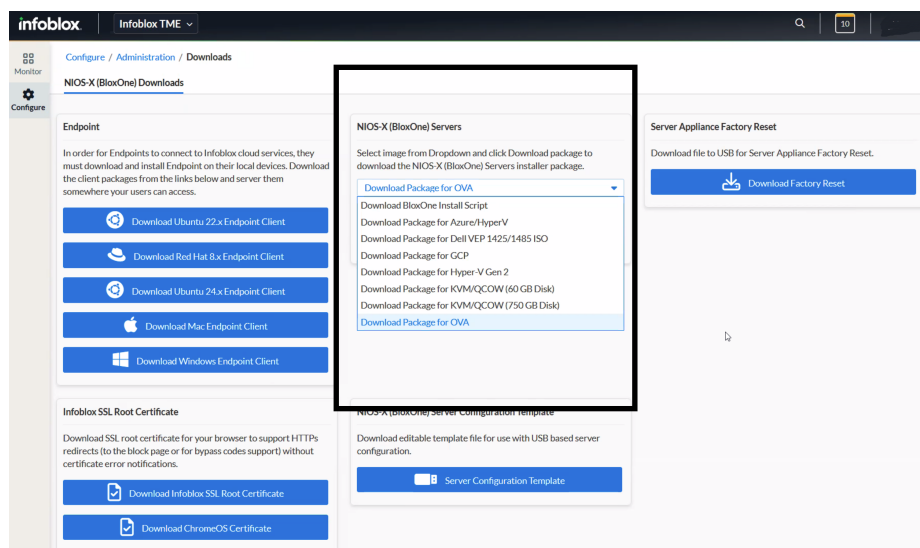 infoblox
Infoblox TME
10
Monitor
Configure
Configure / Administration / Downloads
NIOS-X (BloxOne) Downloads
Endpoint
In order for Endpoints to connect to Infoblox cloud services, they
must download and install Endpoint on their local devices. Download
the client packages from the links below and server them
somewhere your users can access.
Download Ubuntu 22.x Endpoint Client
Download Red Hat 8.x Endpoint Client
Download Ubuntu 24.x Endpoint Client
Download Mac Endpoint Client
Download Windows Endpoint Client
NIOS-X (BloxOne) Servers
Select image from Dropdown and click Download package to
download the NIOS-X (BloxOne) Servers installer package.
Download Package for OVA
Download BloxOne Install Script
Download Package for Azure/HyperV
Download Package for Dell VEP 1425/1485 ISO
Download Package for GCP
Download Package for Hyper-V Gen 2
Download Package for KVM/QCOW (60 GB Disk)
Download Package for KVM/QCOW (750 GB Disk)
Download Package for OVA
Server Appliance Factory Reset
Download file to USB for Server Appliance Factory Reset.
Download Factory Reset
Infoblox SSL Root Certificate
Download SSL root certificate for your browser to support HTTPs
redirects (to the block page or for bypass codes support) without
certificate error notifications.
Download Infoblox SSL Root Certificate
Download ChromeOS Certificate
NIOS-X (BloxOne) Server Configuration Template
Download editable template file for use with USB based server
configuration.
Server Configuration Template